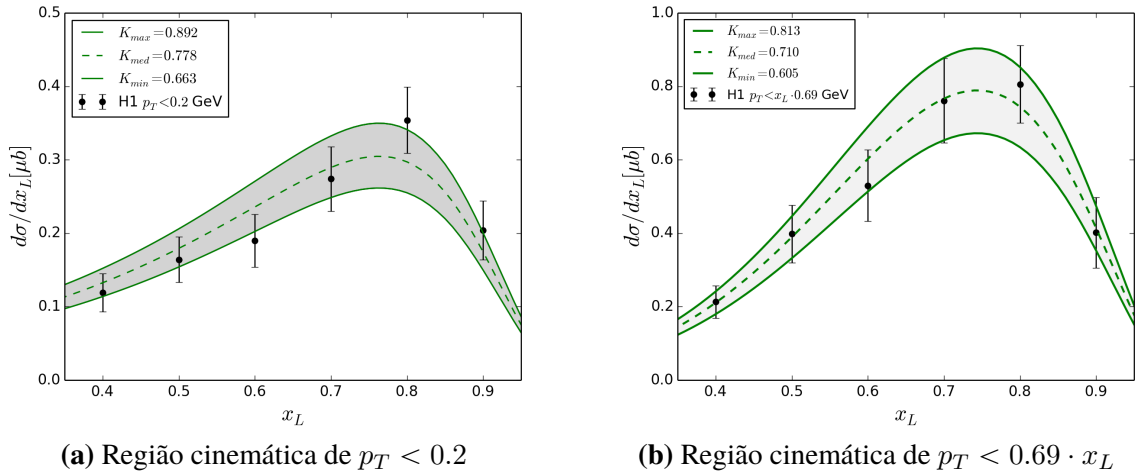 0.5
0.4
0.3
0.2
0.1
0.0
dσ/dx_L[μb]
K_max=0.892
K_med=0.778
K_min=0.663
H1 p_T<0.2 GeV
0.4 0.5 0.6 0.7 0.8 0.9
x_L
(a) Região cinemática de p_T < 0.2
1.0
0.8
0.6
0.4
0.2
0.0
dσ/dx_L[μb]
K_max=0.813
K_med=0.710
K_min=0.605
H1 p_T<x_L·0.69 GeV
0.4 0.5 0.6 0.7 0.8 0.9
x_L
(b) Região cinemática de p_T < 0.69 · x_L